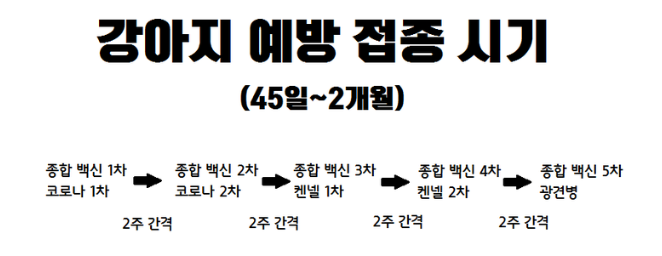 강아지 예방 접종 시기
(45일~2개월)
종합 백신 1차 종합 백신 2차 종합 백신 3차 종합 백신 4차 종합 백신 5차
코로나 1차 코로나 2차 켄넬 1차 켄넬 2차 광견병
2주 간격 2주 간격 2주 간격 2주 간격